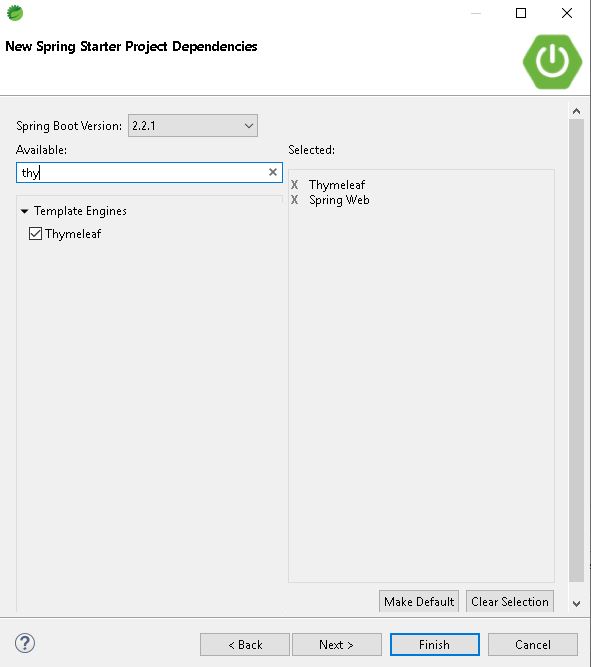 New Spring Starter Project Dependencies
Spring Boot Version: 2.2.1
Available:
Selected:
thy
X Thymeleaf
X Spring Web
Template Engines
Thymeleaf
Make Default
Clear Selection
?
< Back
Next >
Finish
Cancel